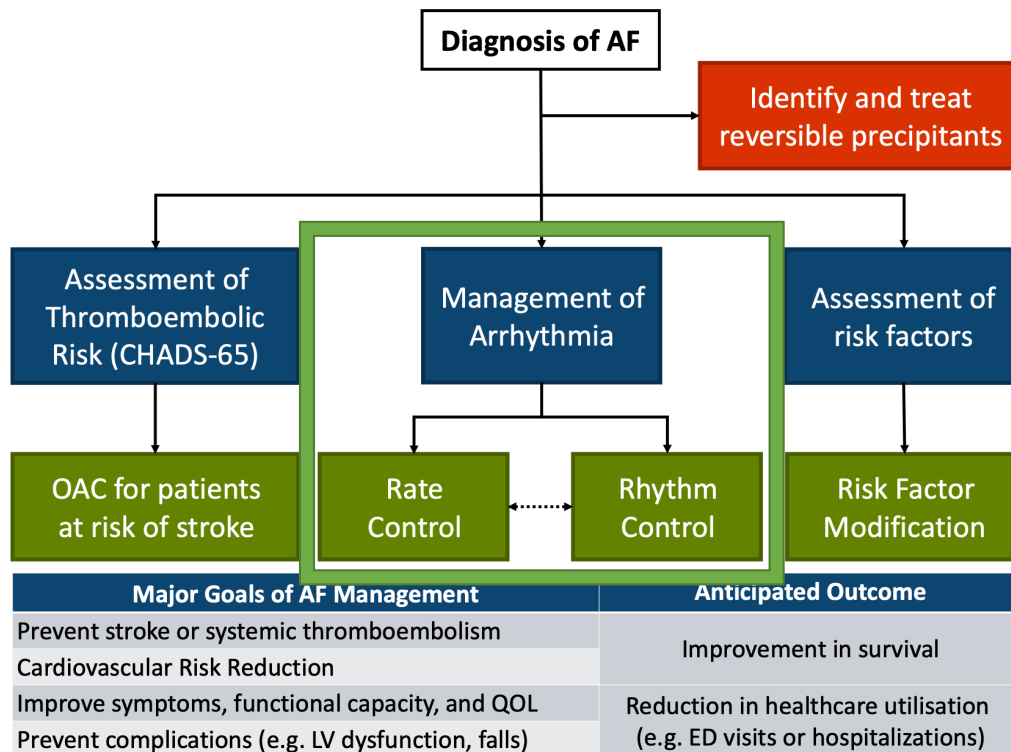 Diagnosis of AF
Identify and treat
reversible precipitants
Assessment of
Thromboembolic
Risk (CHADS-65)
Management of
Arrhythmia
Assessment of
risk factors
OAC for patients
at risk of stroke
Rate
Control
Rhythm
Control
Risk Factor
Modification
Major Goals of AF Management
Anticipated Outcome
Prevent stroke or systemic thromboembolism
Cardiovascular Risk Reduction
Improvement in survival
Improve symptoms, functional capacity, and QOL
Prevent complications (e.g. LV dysfunction, falls)
Reduction in healthcare utilisation
(e.g. ED visits or hospitalizations)